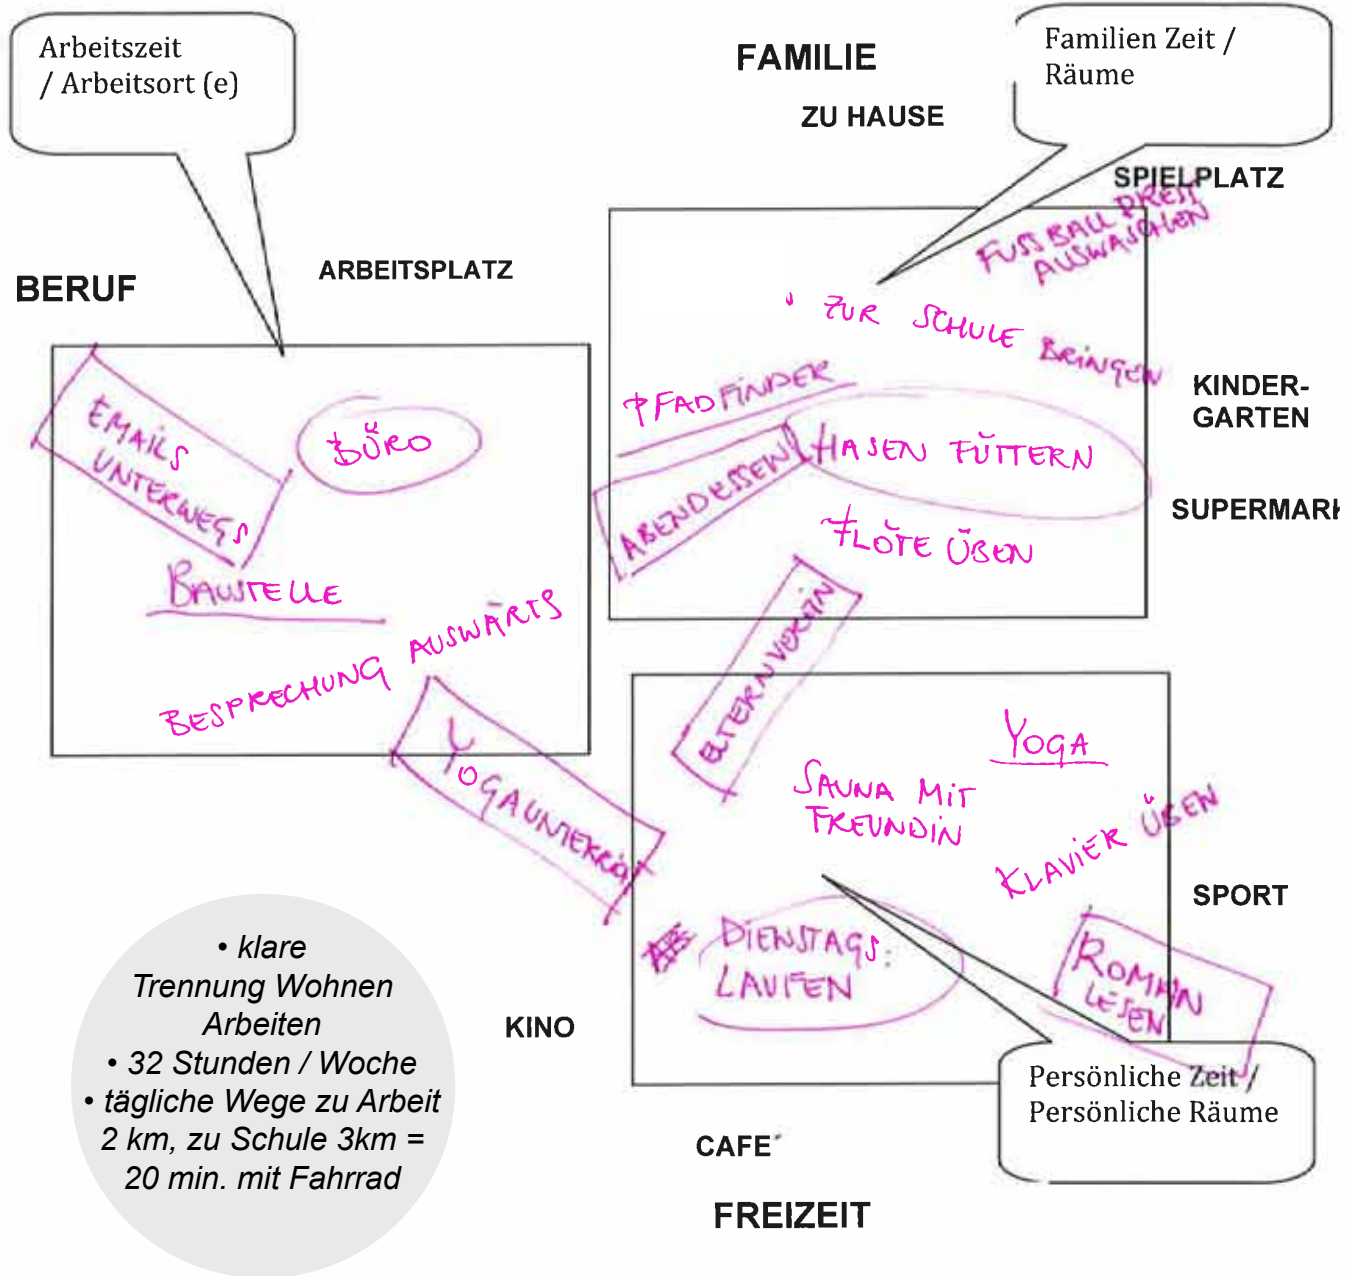 Arbeitszeit
/ Arbeitsort (e)
FAMILIE
ZU HAUSE
Familien Zeit /
Räume
SPIELPLATZ
FUSSBALL DRESS
AUSWASCHEN
BERUF
ARBEITSPLATZ
ZUR SCHULE BRINGEN
PFADFINDER
KINDER-
GARTEN
EMAILS
UNTERWEGS
BÜRO
ABENDESSEN
HASEN FÜTTERN
SUPERMARK
FLÖTE ÜBEN
BAUSTELLE
BESPRECHUNG AUSWÄRTS
ELTERNVEREIN
YOGAUNTERRI
YOGA
SAUNA MIT
FREUNDIN
KLAVIER ÜBEN
SPORT
DIENSTAGS:
LAUFEN
ROMAN
LESEN
KINO
• klare
Trennung Wohnen
Arbeiten
• 32 Stunden / Woche
• tägliche Wege zu Arbeit
2 km, zu Schule 3km =
20 min. mit Fahrrad
Persönliche Zeit /
Persönliche Räume
CAFE´
FREIZEIT